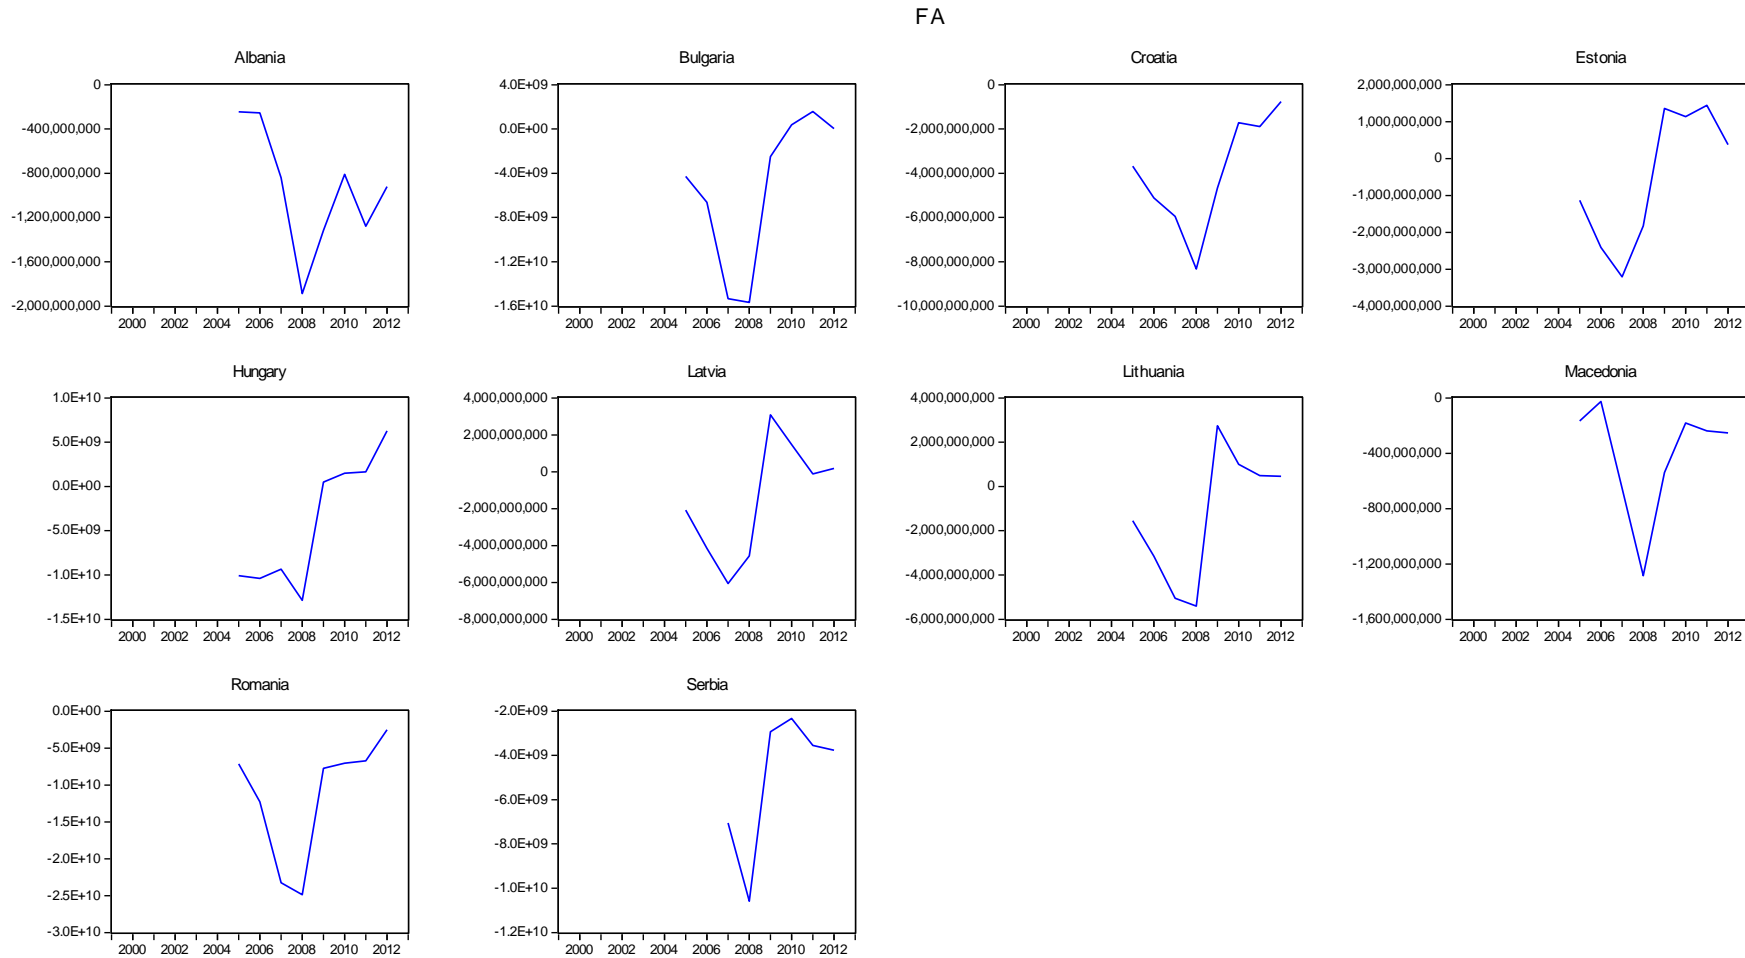 FA
Albania
0
-400,000,000
-800,000,000
-1,200,000,000
-1,600,000,000
-2,000,000,000
2000 2002 2004 2006 2008 2010 2012
Bulgaria
4.0E+09
0.0E+00
-4.0E+09
-8.0E+09
-1.2E+10
-1.6E+10
2000 2002 2004 2006 2008 2010 2012
Croatia
0
-2,000,000,000
-4,000,000,000
-6,000,000,000
-8,000,000,000
-10,000,000,000
2000 2002 2004 2006 2008 2010 2012
Estonia
2,000,000,000
1,000,000,000
0
-1,000,000,000
-2,000,000,000
-3,000,000,000
-4,000,000,000
2000 2002 2004 2006 2008 2010 2012
Hungary
1.0E+10
5.0E+09
0.0E+00
-5.0E+09
-1.0E+10
-1.5E+10
2000 2002 2004 2006 2008 2010 2012
Latvia
4,000,000,000
2,000,000,000
0
-2,000,000,000
-4,000,000,000
-6,000,000,000
-8,000,000,000
2000 2002 2004 2006 2008 2010 2012
Lithuania
4,000,000,000
2,000,000,000
0
-2,000,000,000
-4,000,000,000
-6,000,000,000
2000 2002 2004 2006 2008 2010 2012
Macedonia
0
-400,000,000
-800,000,000
-1,200,000,000
-1,600,000,000
2000 2002 2004 2006 2008 2010 2012
Romania
0.0E+00
-5.0E+09
-1.0E+10
-1.5E+10
-2.0E+10
-2.5E+10
-3.0E+10
2000 2002 2004 2006 2008 2010 2012
Serbia
-2.0E+09
-4.0E+09
-6.0E+09
-8.0E+09
-1.0E+10
-1.2E+10
2000 2002 2004 2006 2008 2010 2012